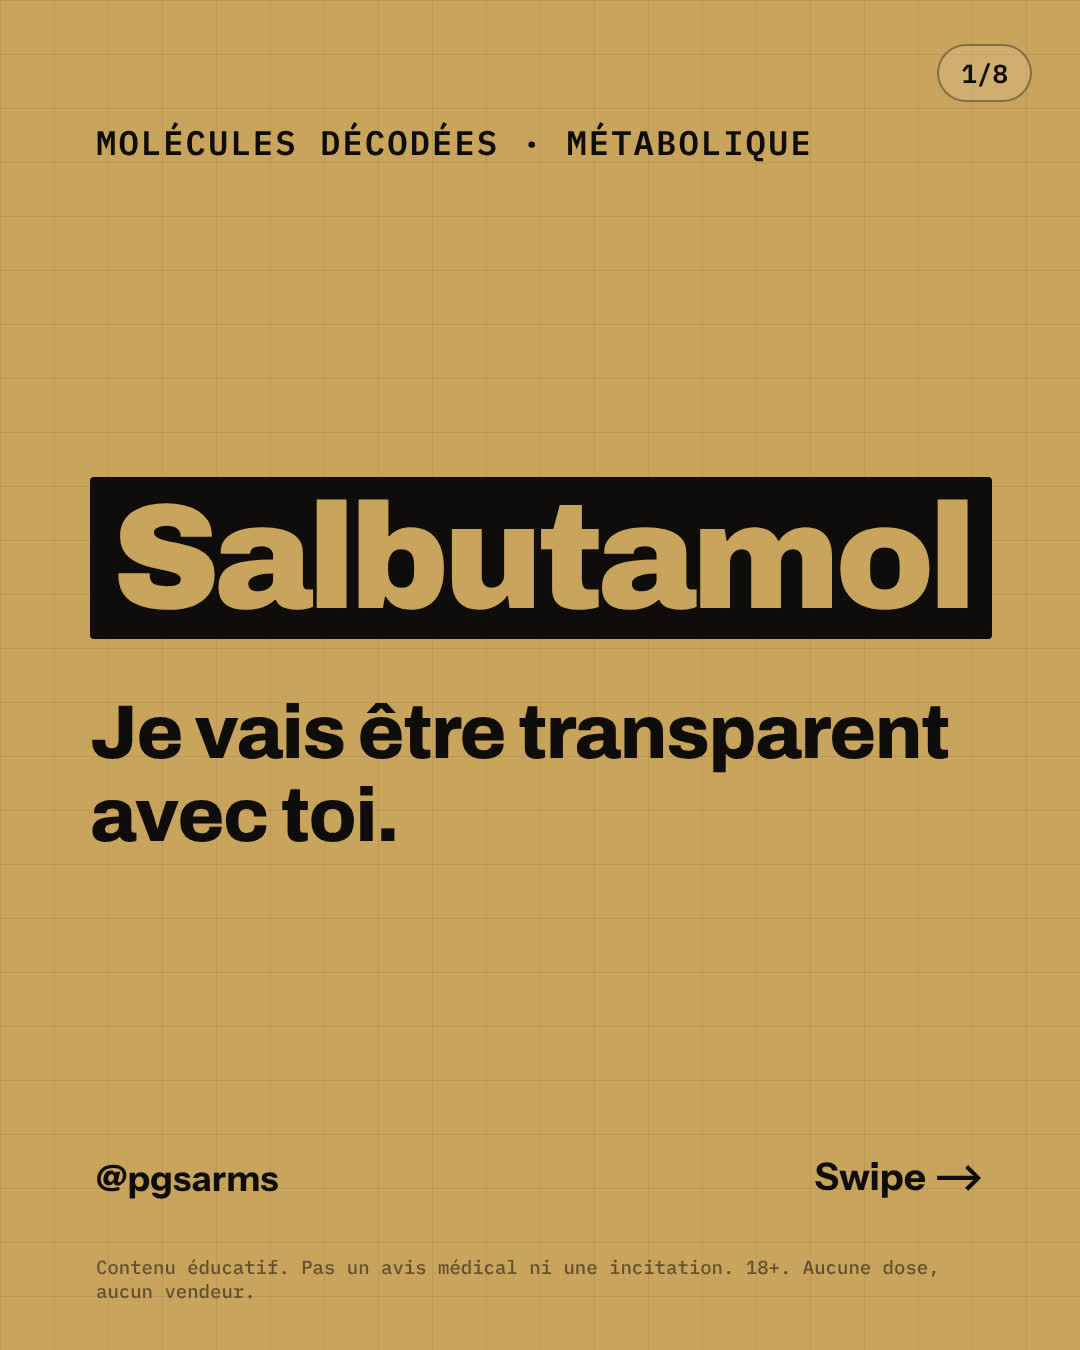 1/8
MOLÉCULES DÉCODÉES · MÉTABOLIQUE
Salbutamol
Je vais être transparent
avec toi.
@pgsarms
Swipe →
Contenu éducatif. Pas un avis médical ni une incitation. 18+. Aucune dose,
aucun vendeur.